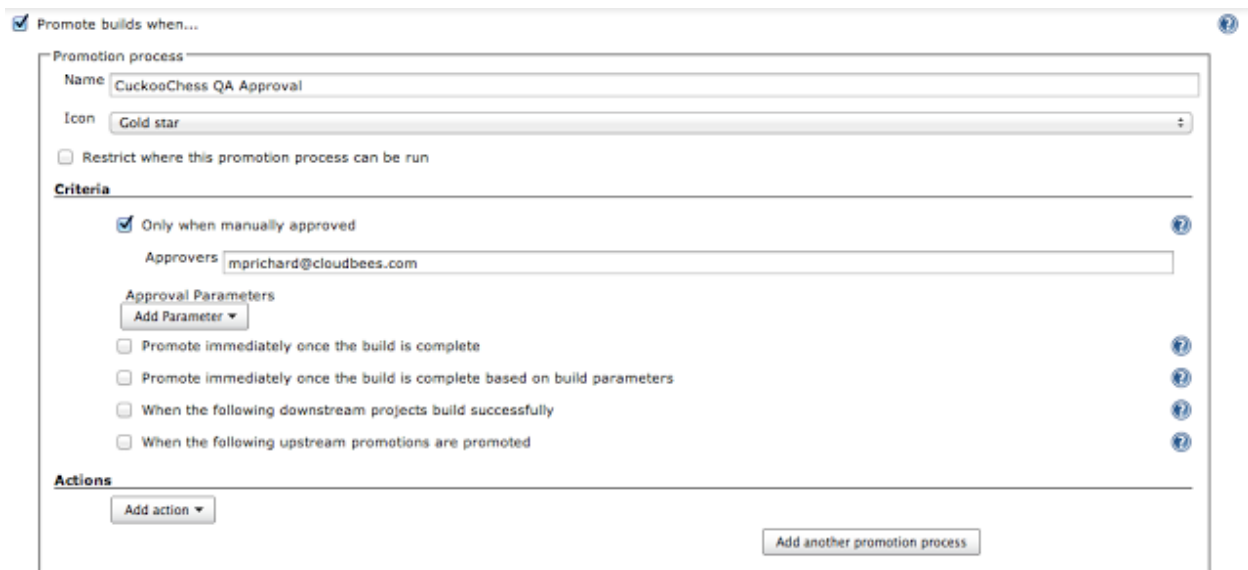 Promote builds when...
Promotion process
Name CuckooChess QA Approval
Icon Gold star
Restrict where this promotion process can be run
Criteria
Only when manually approved
Approvers mprichard@cloudbees.com
Approval Parameters
Add Parameter
Promote immediately once the build is complete
Promote immediately once the build is complete based on build parameters
When the following downstream projects build successfully
When the following upstream promotions are promoted
Actions
Add action
Add another promotion process